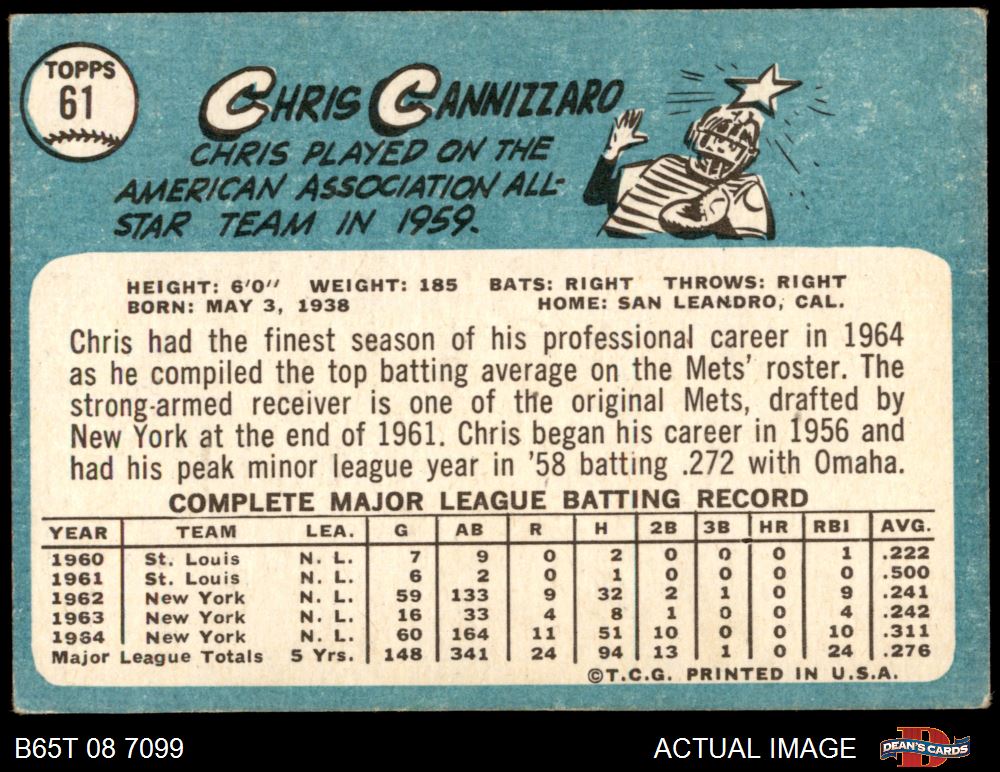 TOPPS
61
CHRIS CANNIZZARO
CHRIS PLAYED ON THE
AMERICAN ASSOCIATION ALL-
STAR TEAM IN 1959.
HEIGHT: 6'0" WEIGHT: 185 BATS: RIGHT THROWS: RIGHT
BORN: MAY 3, 1938 HOME: SAN LEANDRO, CAL.
Chris had the finest season of his professional career in 1964
as he compiled the top batting average on the Mets' roster. The
strong-armed receiver is one of the original Mets, drafted by
New York at the end of 1961. Chris began his career in 1956 and
had his peak minor league year in '58 batting .272 with Omaha.
COMPLETE MAJOR LEAGUE BATTING RECORD
YEAR TEAM LEA. G AB R H 2B 3B HR RBI AVG.
1960 St. Louis N. L. 7 9 0 2 0 0 0 1 .222
1961 St. Louis N. L. 6 2 0 1 0 0 0 0 .500
1962 New York N. L. 59 133 9 32 2 1 0 9 .241
1963 New York N. L. 16 33 4 8 1 0 0 4 .242
1964 New York N. L. 60 164 11 51 10 0 0 10 .311
Major League Totals 5 Yrs. 148 341 24 94 13 1 0 24 .276
©T.C.G. PRINTED IN U.S.A.
B65T 08 7099 ACTUAL IMAGE DEAN'S CARDS